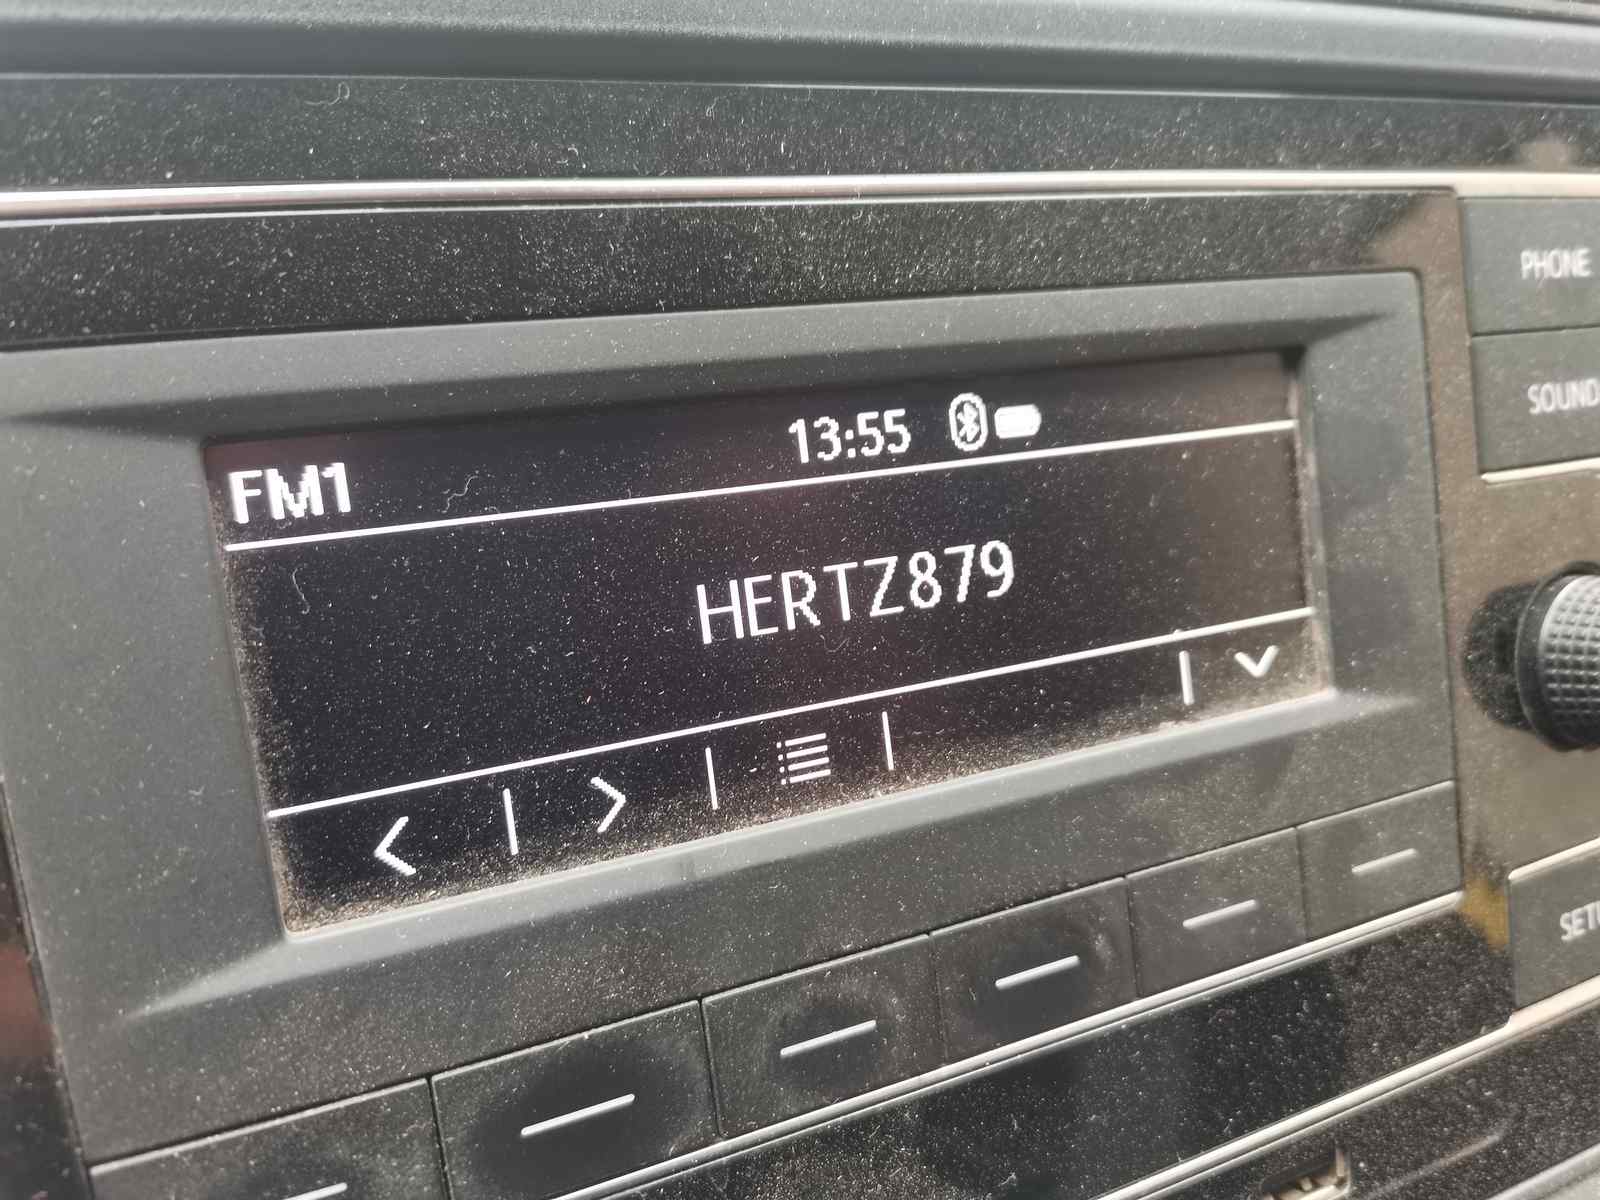 PHONE
SOUND
13:55
FM1
HERTZ879